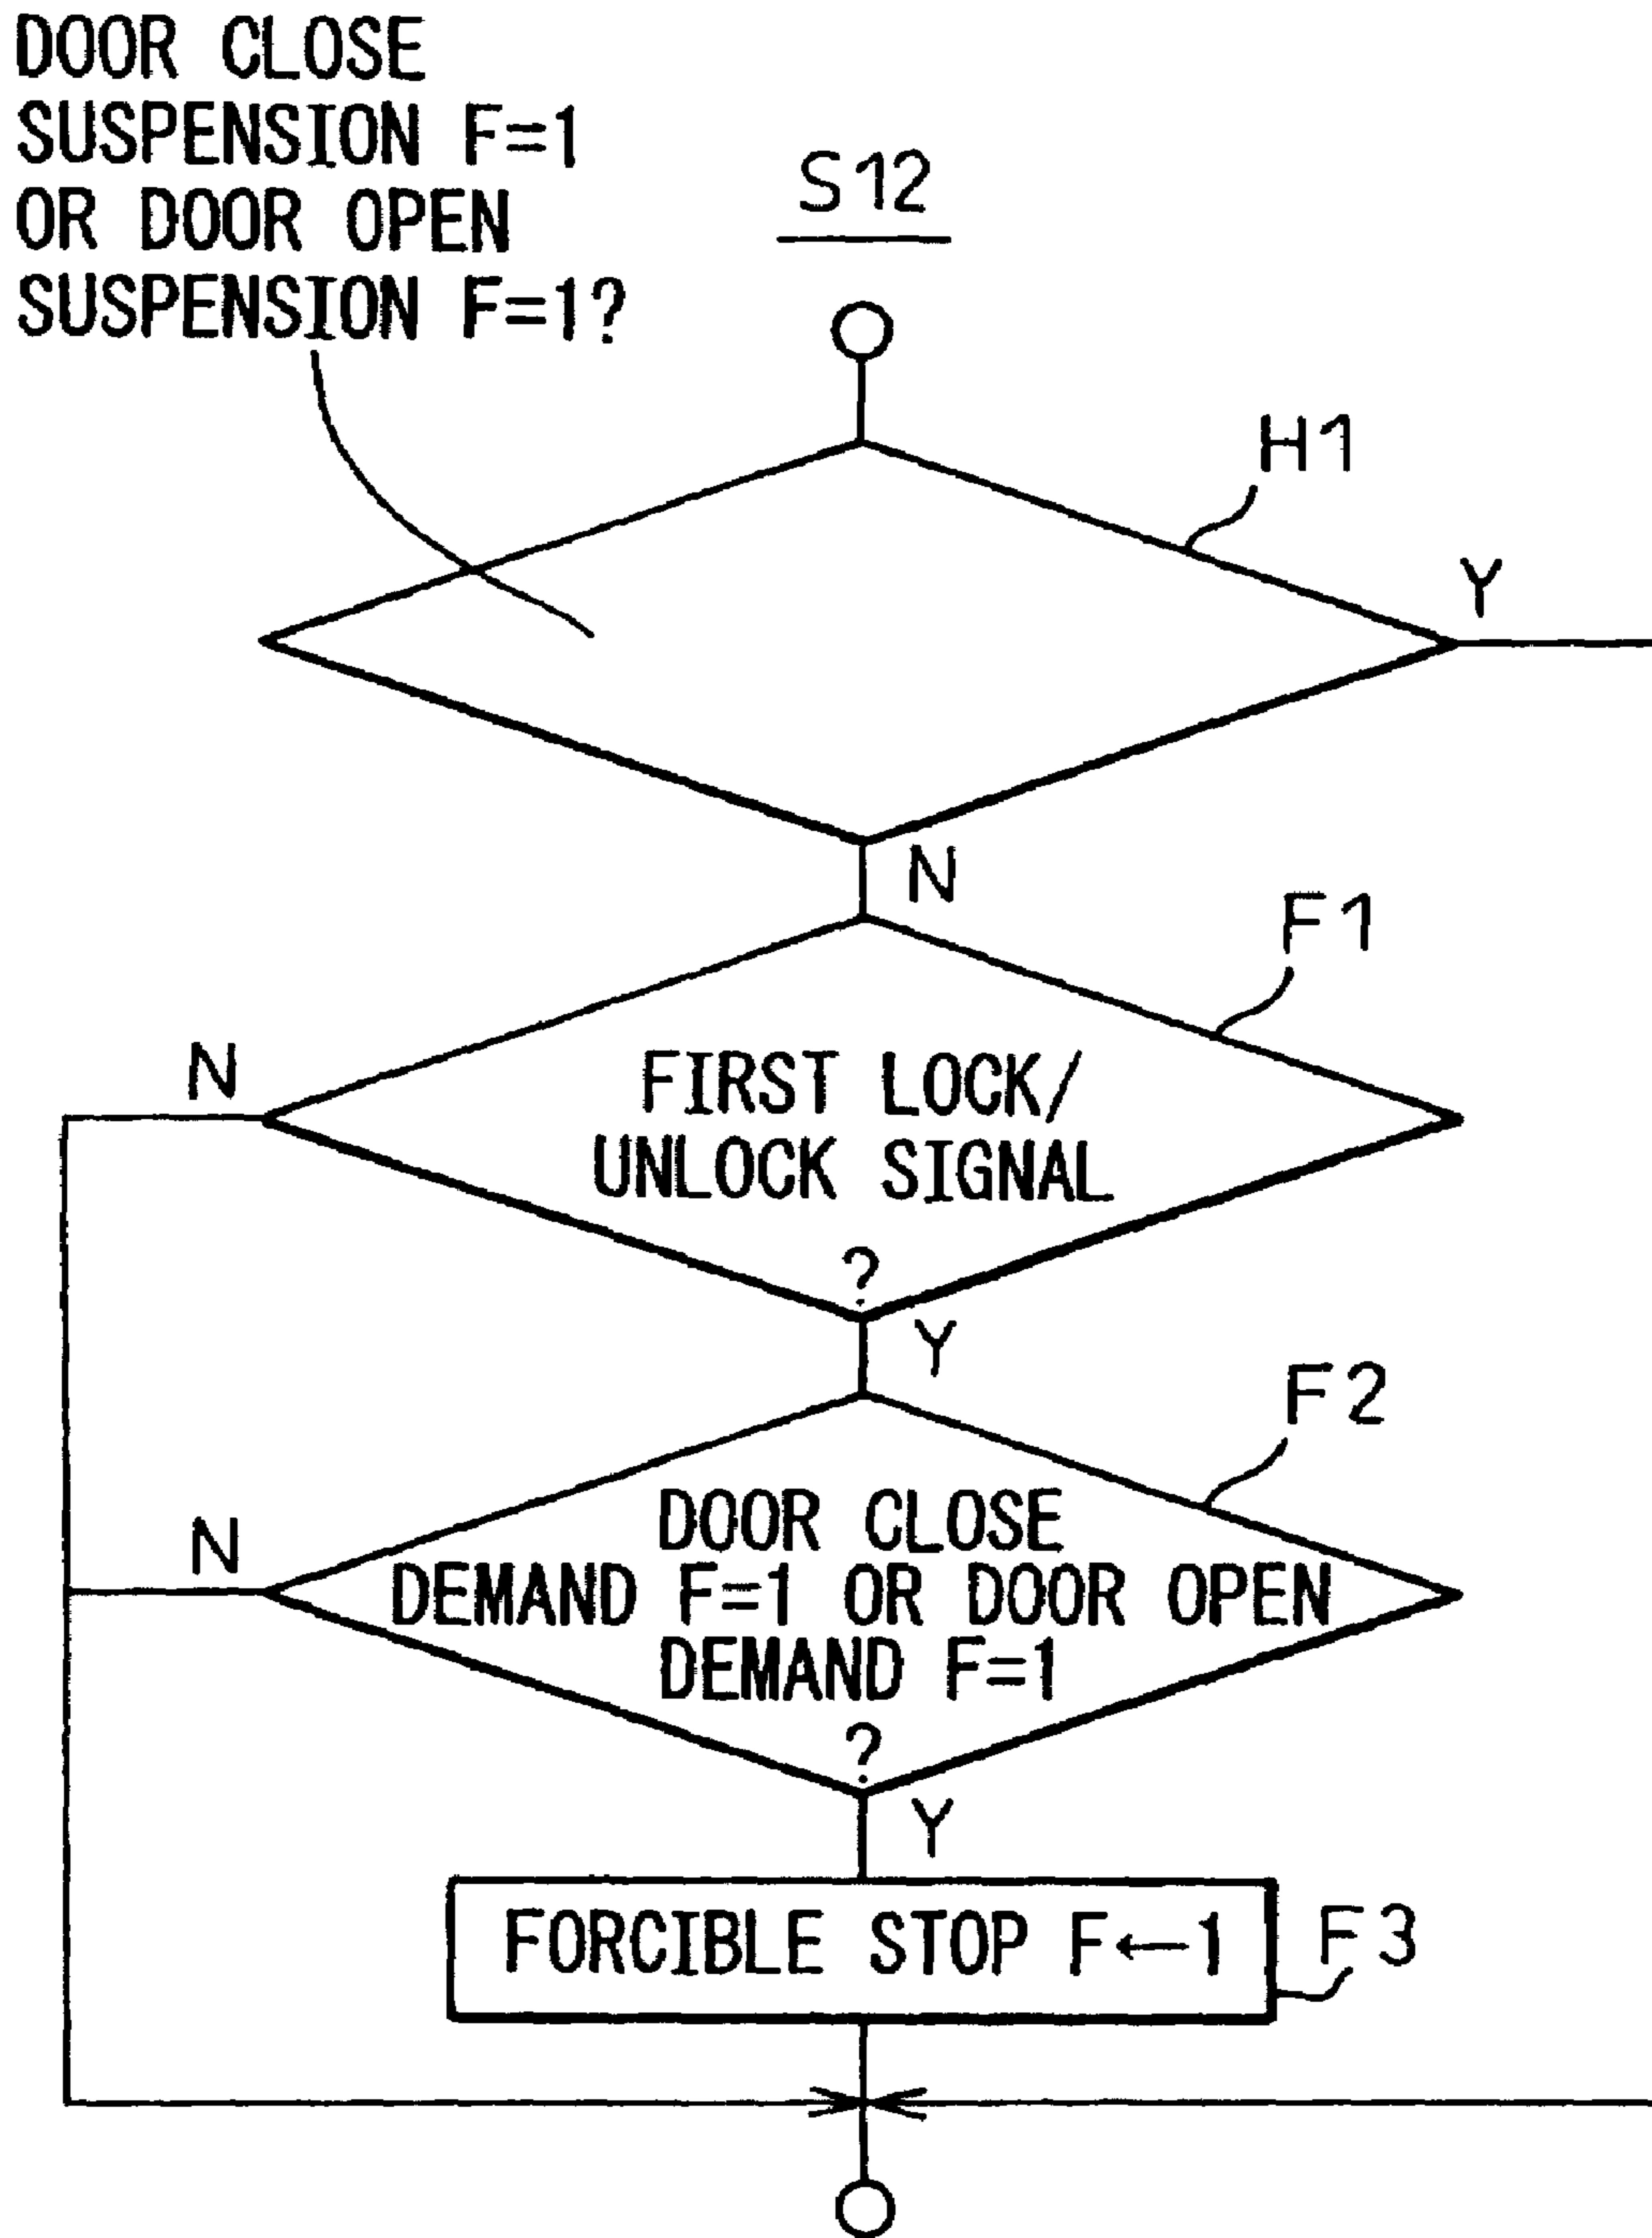 DOOR CLOSE
SUSPENSION F=1
OR DOOR OPEN
SUSPENSION F=1?
S12
H1
Y
N
F1
N
FIRST LOCK/
UNLOCK SIGNAL
?
Y
F2
N
DOOR CLOSE
DEMAND F=1 OR DOOR OPEN
DEMAND F=1
?
Y
FORCIBLE STOP F←1
F3